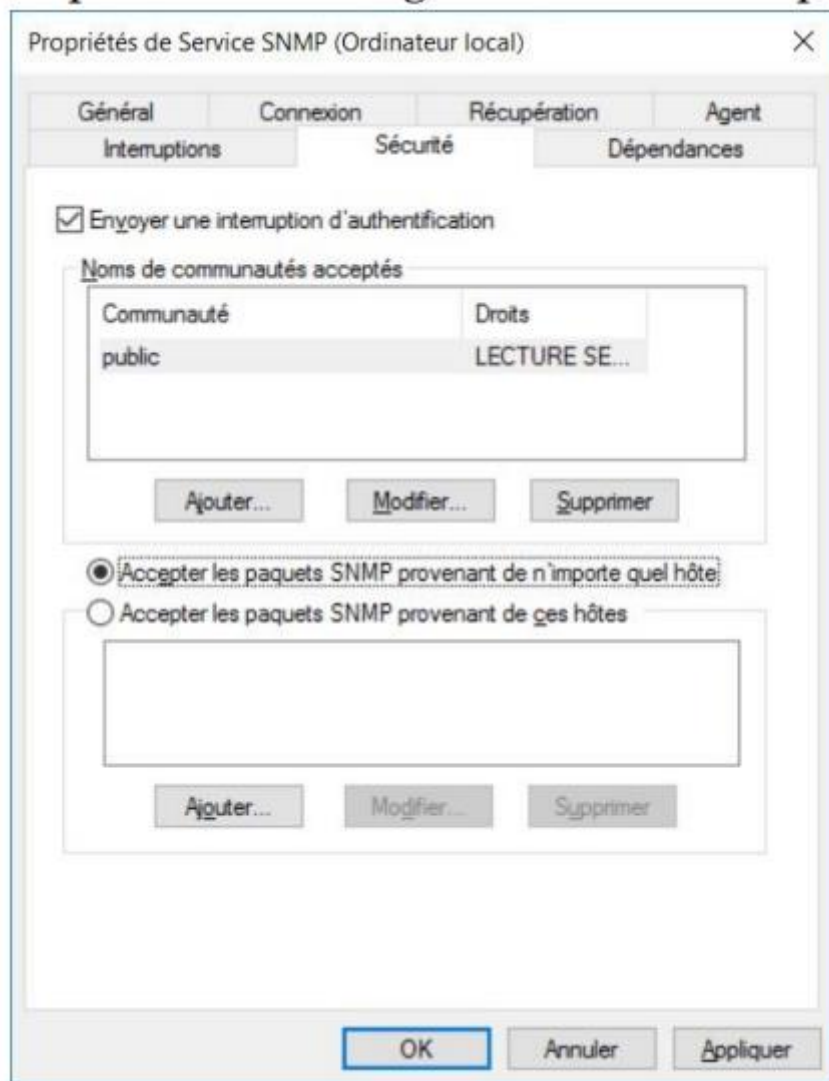 Propriétés de Service SNMP (Ordinateur local)
Général Connexion Récupération Agent
Interruptions Sécurité Dépendances
Envoyer une interruption d'authentification
Noms de communautés acceptés
Communauté Droits
public LECTURE SE...
Ajouter... Modifier... Supprimer
Accepter les paquets SNMP provenant de n'importe quel hôte
Accepter les paquets SNMP provenant de ces hôtes
Ajouter... Modifier... Supprimer
OK Annuler Appliquer